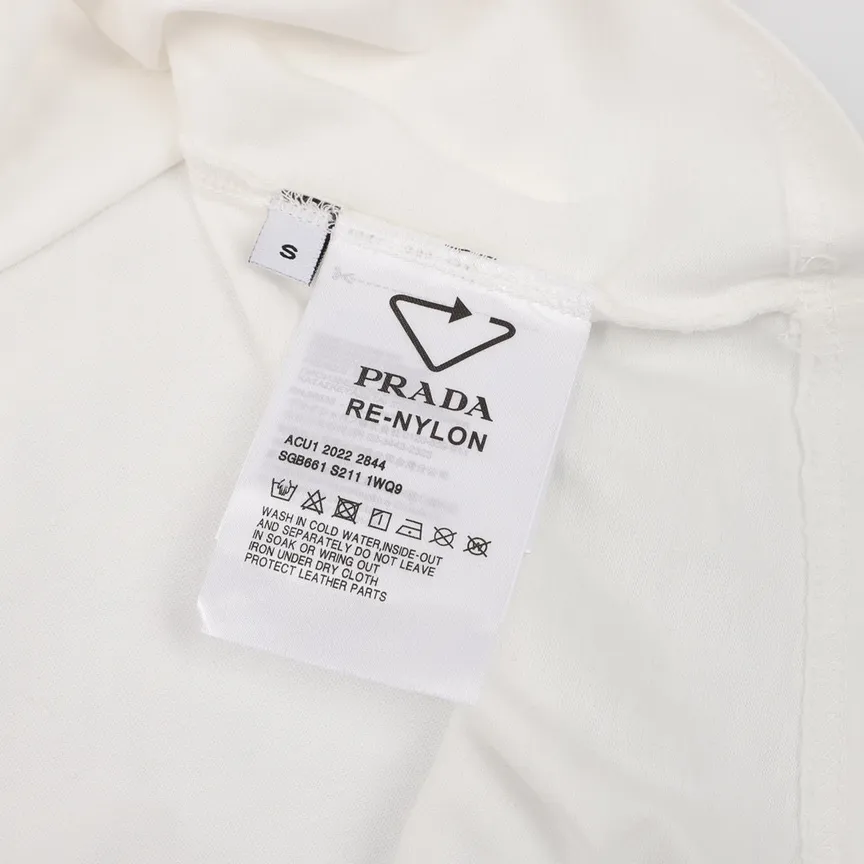 S
PRADA
RE-NYLON
ACU1 2022 2844
SGB661 S211 1WQ9
WASH IN COLD WATER,INSIDE-OUT
AND SEPARATELY DO NOT LEAVE
IN SOAK OR WRING OUT
IRON UNDER DRY CLOTH
PROTECT LEATHER PARTS